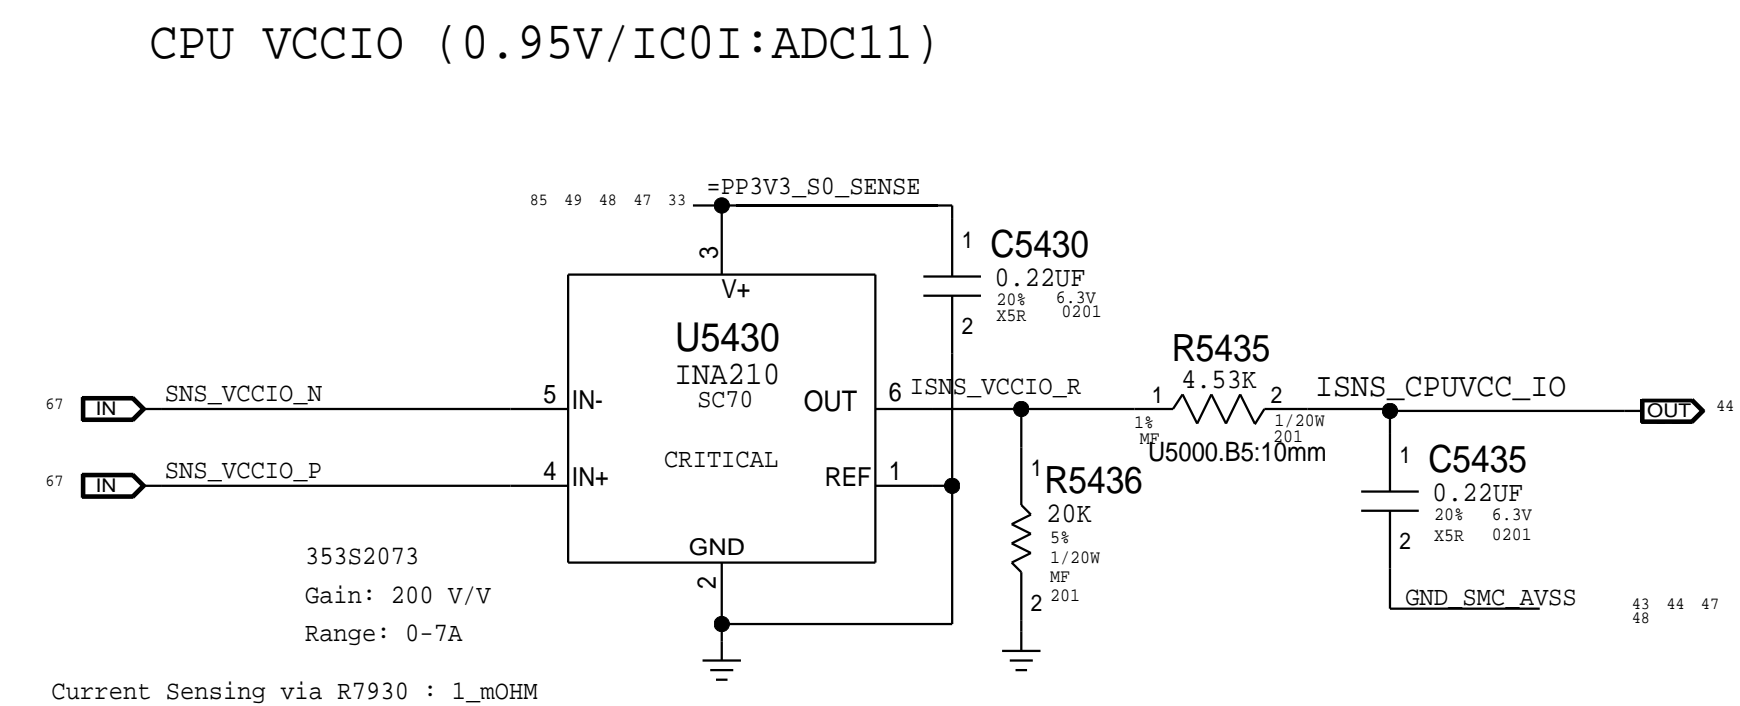 CPU VCCIO (0.95V/IC0I:ADC11)
=PP3V3_S0_SENSE
85 49 48 47 33
3
V+
1
C5430
0.22UF
20% 6.3V
X5R 0201
2
U5430
INA210
SC70
CRITICAL
67 IN SNS_VCCIO_N 5 IN-
67 IN SNS_VCCIO_P 4 IN+
OUT 6 ISNS_VCCIO_R
REF 1
GND
2
R5435
4.53K
1 2
1% 1/20W
MF 201
U5000.B5:10mm
ISNS_CPUVCC_IO
OUT 44
1
R5436
20K
5%
1/20W
MF
201
2
1
C5435
0.22UF
20% 6.3V
X5R 0201
2
GND_SMC_AVSS
43 44 47
48
353S2073
Gain: 200 V/V
Range: 0-7A
Current Sensing via R7930 : 1_mOHM